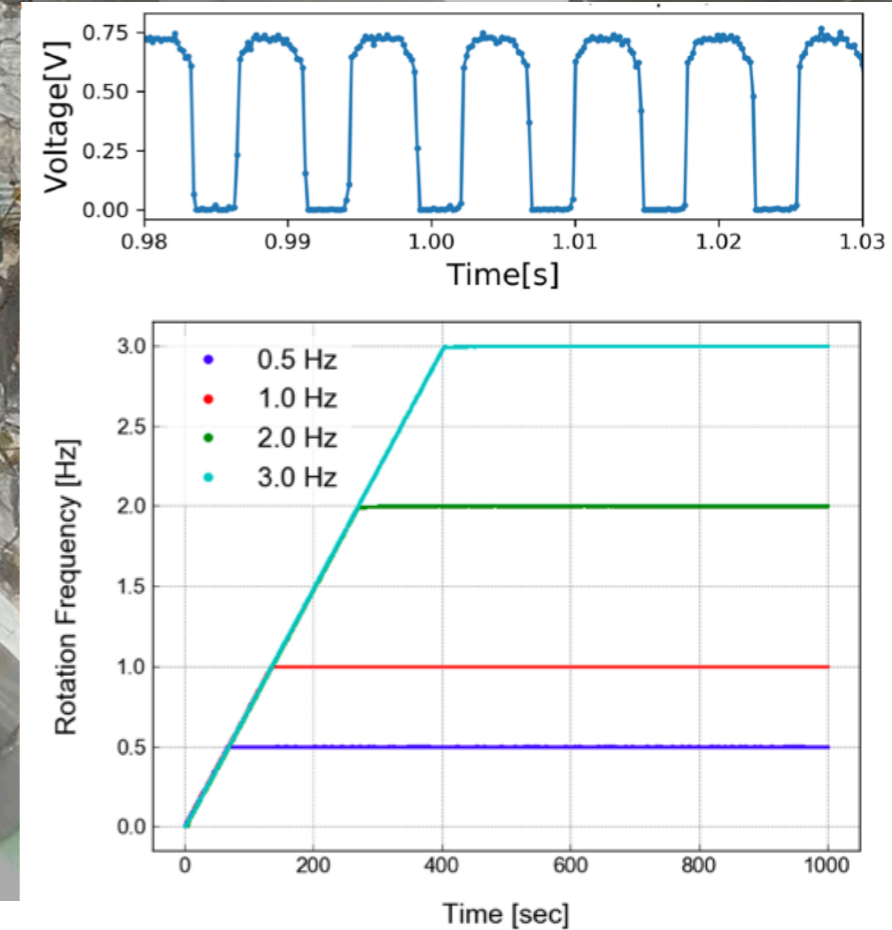 0.75
0.50
0.25
0.00
Voltage[V]
0.98 0.99 1.00 1.01 1.02 1.03
Time[s]
3.0
2.5
2.0
1.5
1.0
0.5
0.0
Rotation Frequency [Hz]
0.5 Hz
1.0 Hz
2.0 Hz
3.0 Hz
0 200 400 600 800 1000
Time [sec]